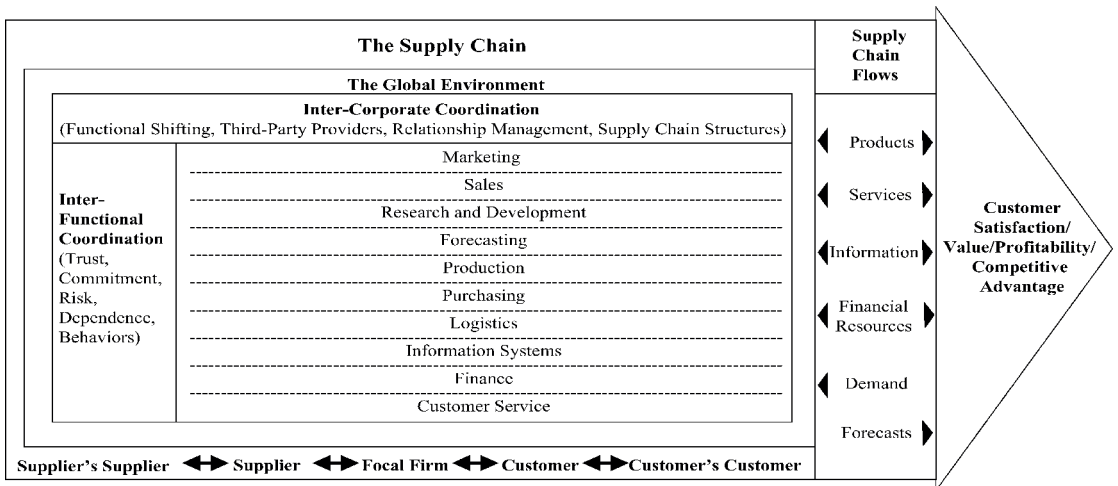 The Supply Chain
The Global Environment
Inter-Corporate Coordination
(Functional Shifting, Third-Party Providers, Relationship Management, Supply Chain Structures)
Inter-
Functional
Coordination
(Trust,
Commitment,
Risk,
Dependence,
Behaviors)
Marketing
Sales
Research and Development
Forecasting
Production
Purchasing
Logistics
Information Systems
Finance
Customer Service
Supplier's Supplier Supplier Focal Firm Customer Customer's Customer
Supply
Chain
Flows
Products
Services
Information
Financial
Resources
Demand
Forecasts
Customer
Satisfaction/
Value/Profitability/
Competitive
Advantage